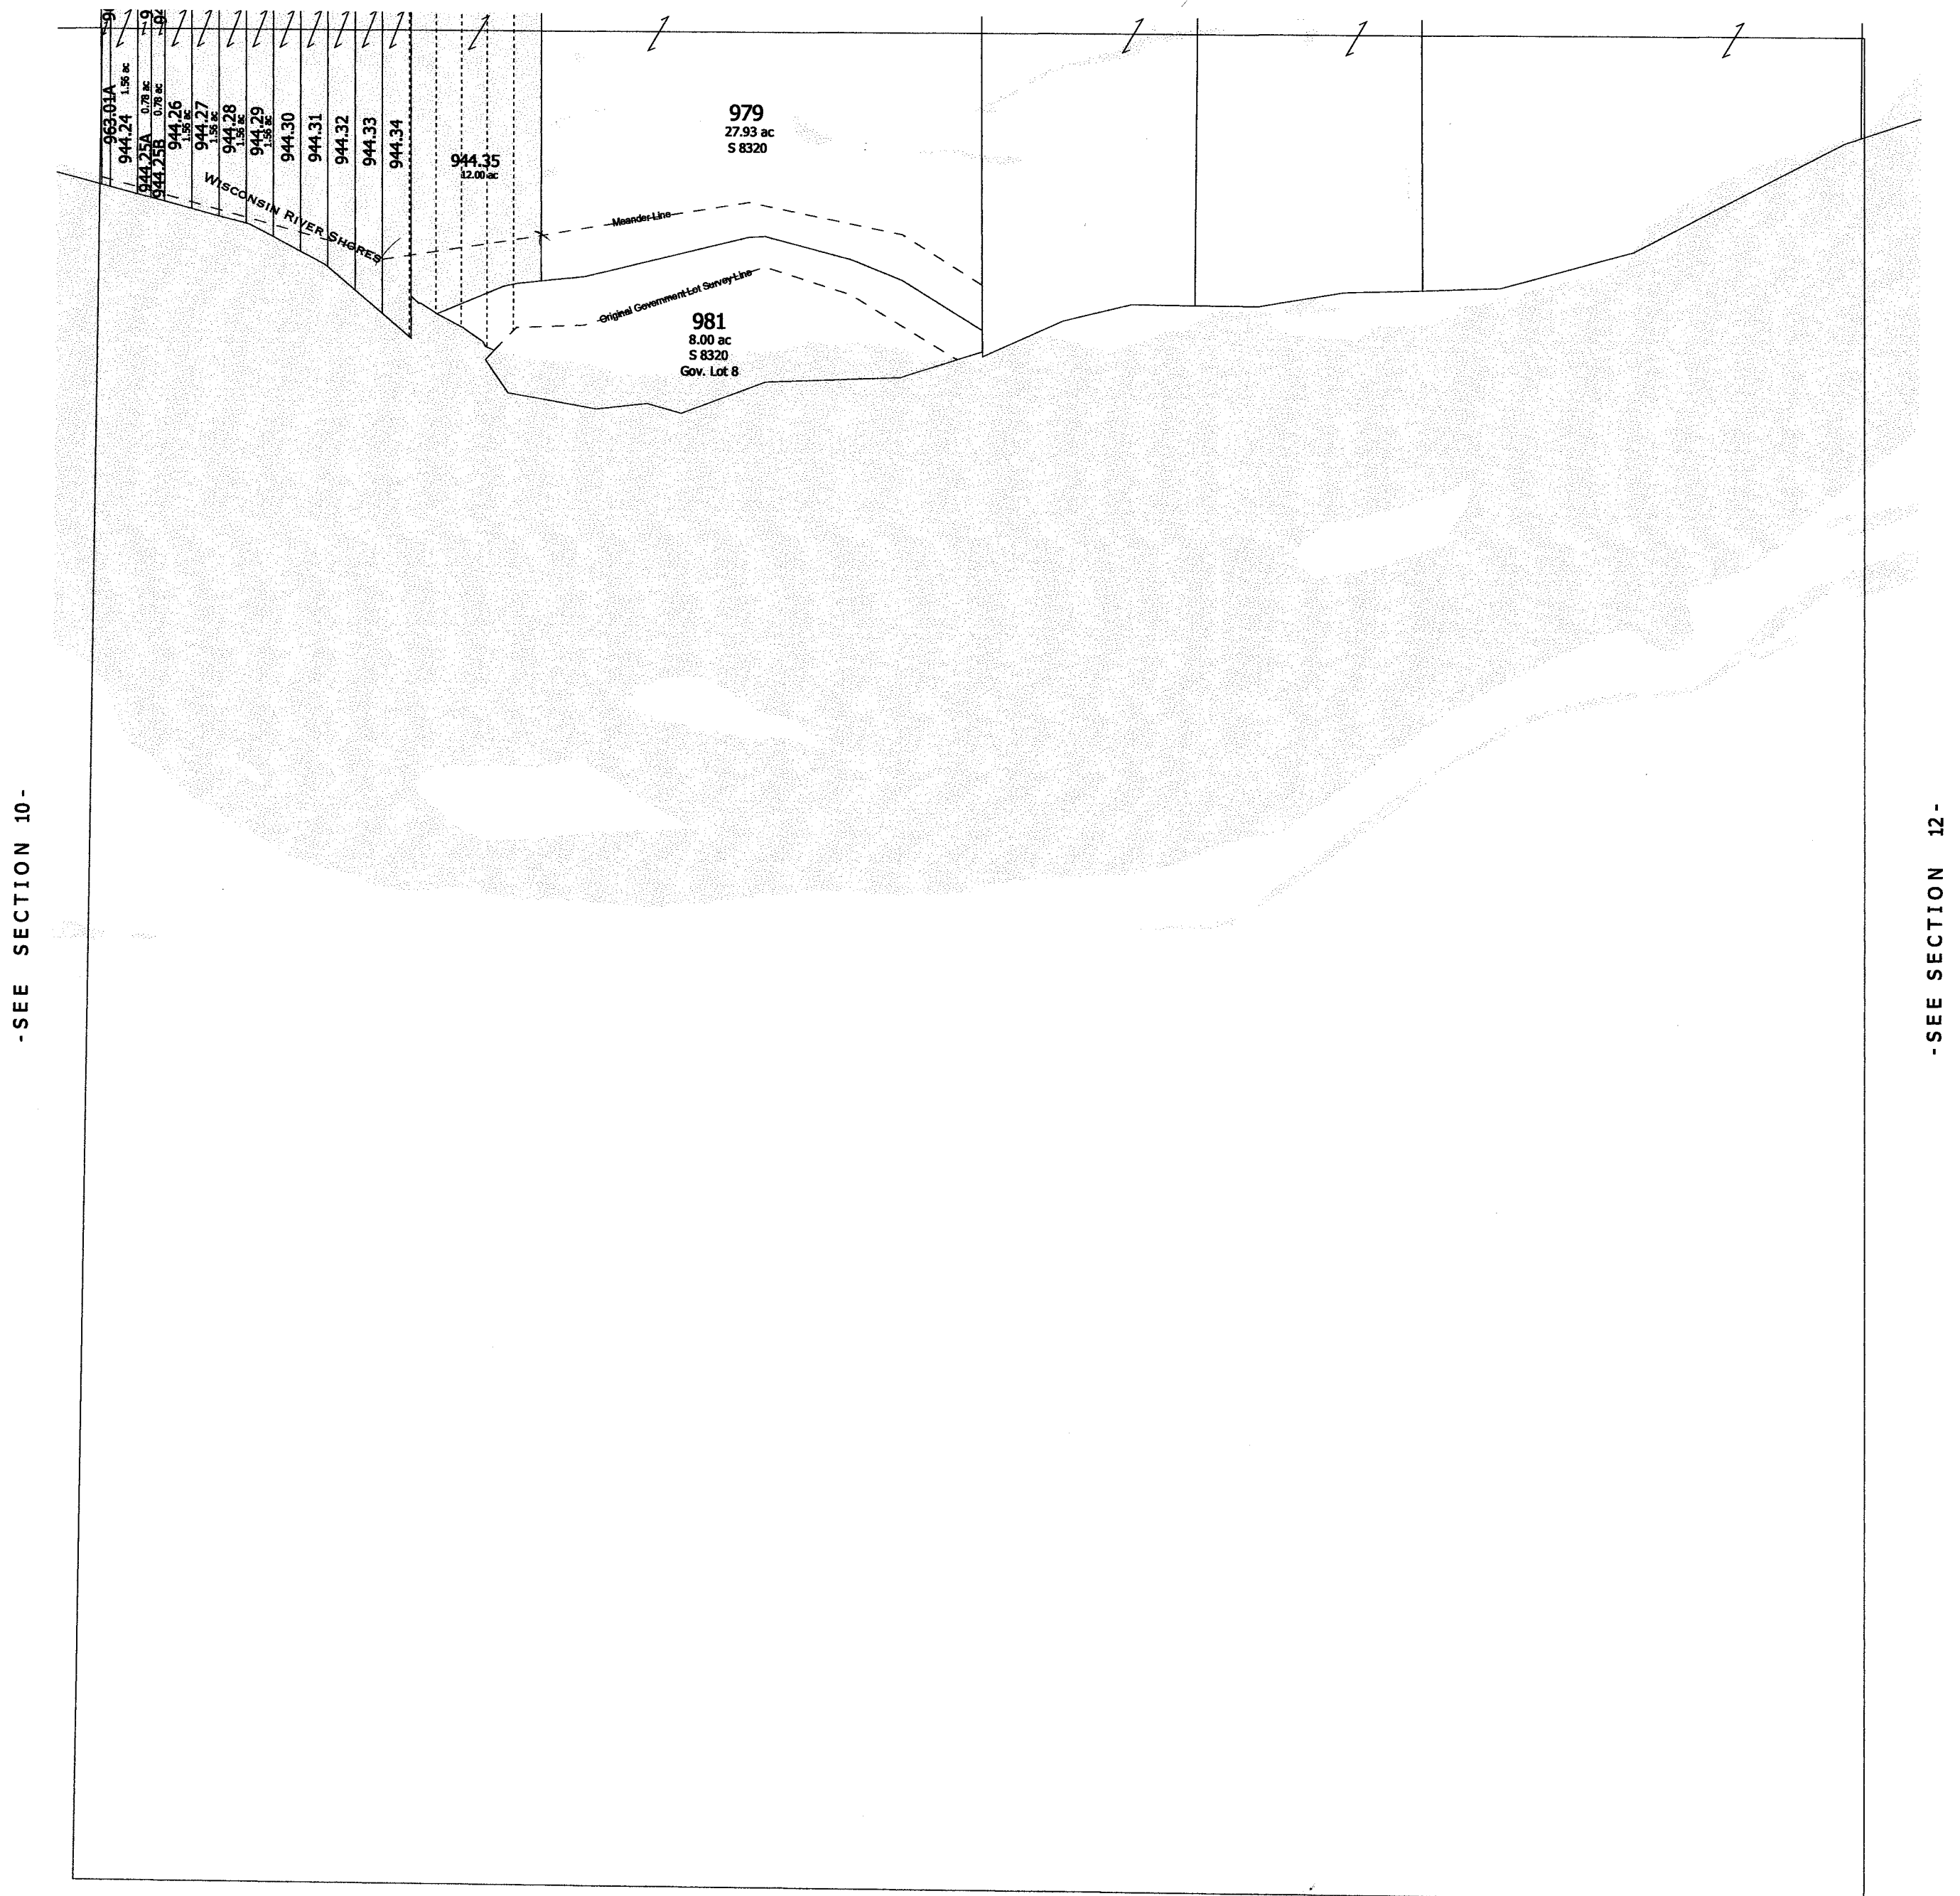 963.01A
944.24
1.56 ac
944.25A
0.78 ac
944.25B
0.78 ac
944.26
1.56 ac
944.27
1.56 ac
944.28
1.56 ac
944.29
1.56 ac
944.30
944.31
944.32
944.33
944.34
944.35
12.00 ac
979
27.93 ac
S 8320
WISCONSIN RIVER SHORES
Meander Line
Original Government Lot Survey Line
981
8.00 ac
S 8320
Gov. Lot 8
-SEE SECTION 10-
-SEE SECTION 12-